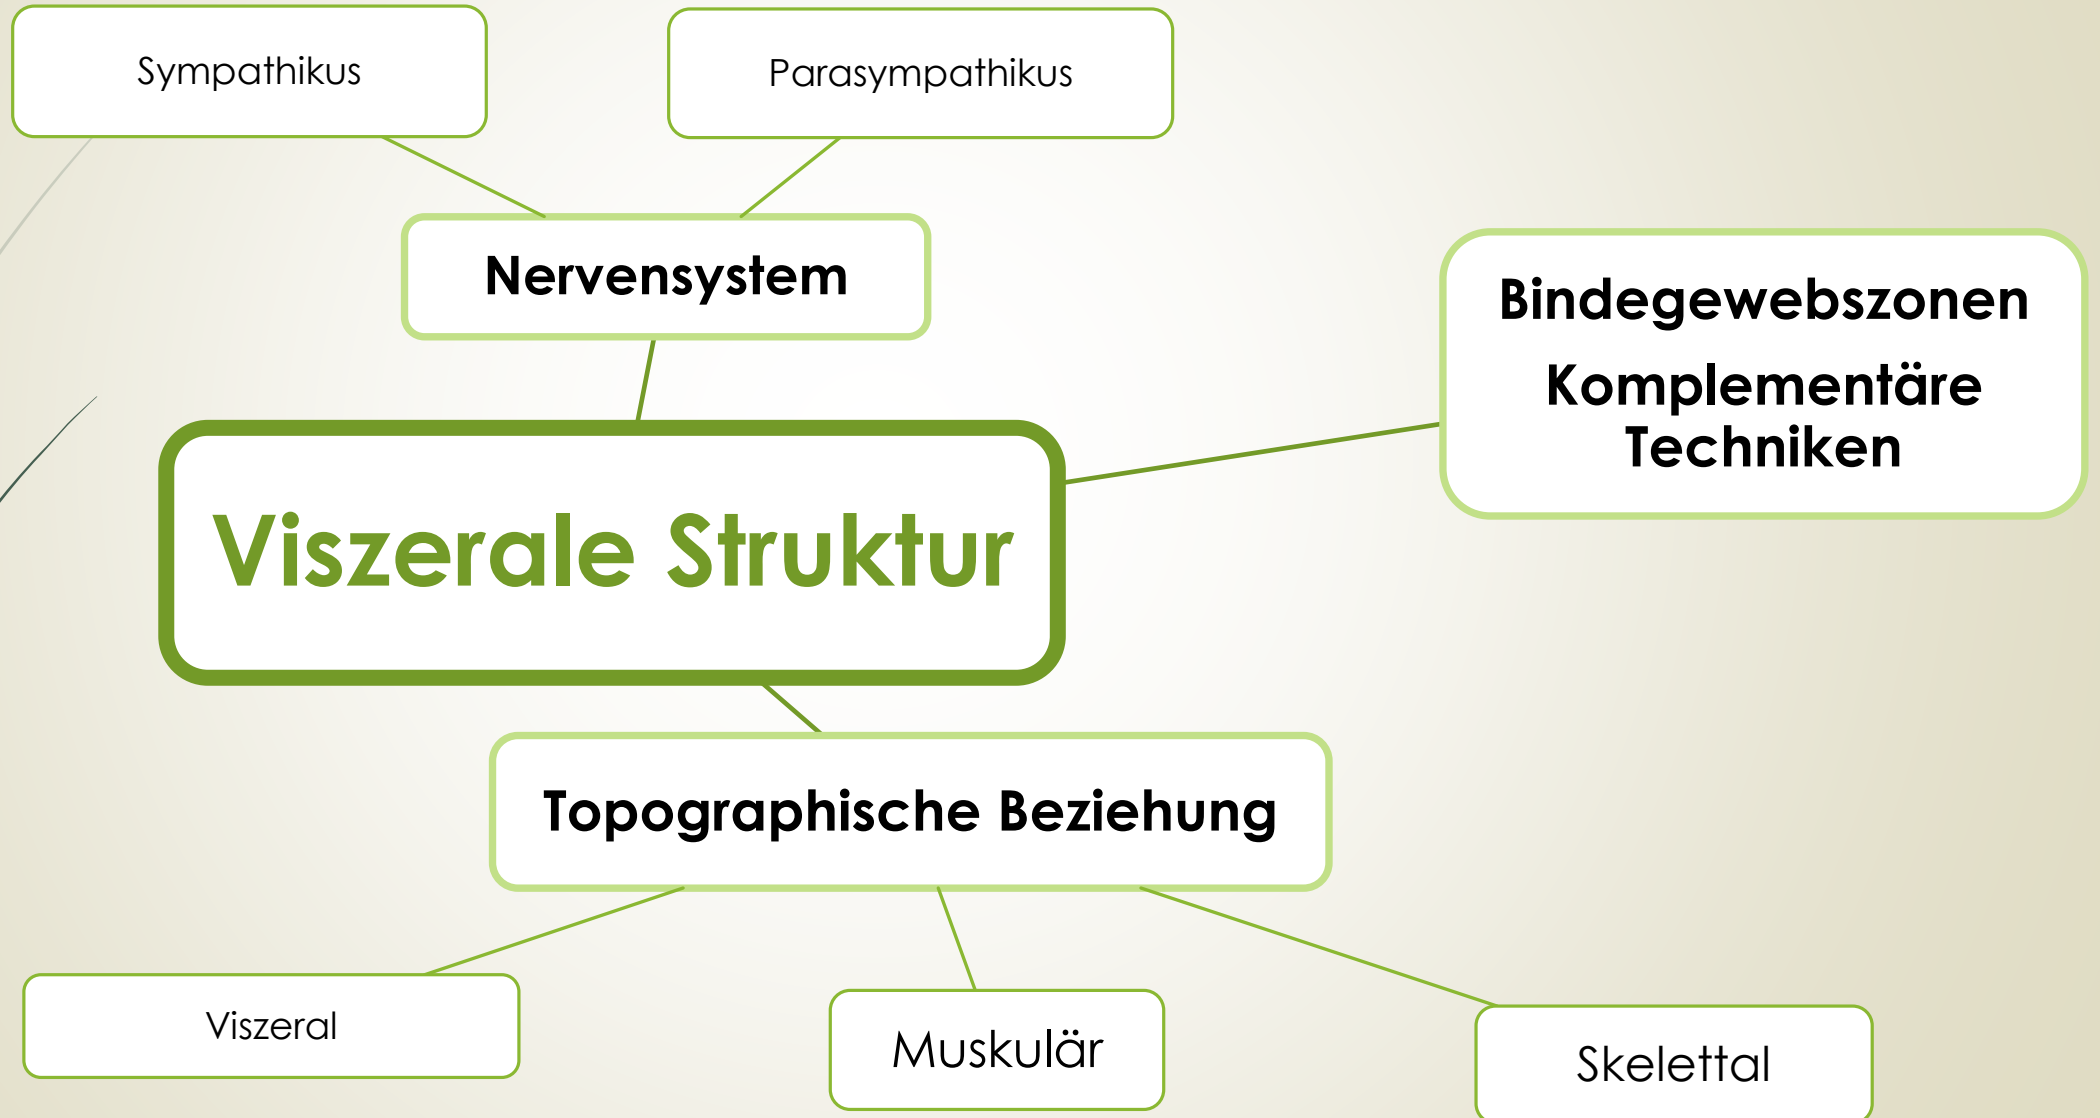 Sympathikus
Parasympathikus
Nervensystem
Bindegewebszonen
Komplementäre
Techniken
Viszerale Struktur
Topographische Beziehung
Viszeral
Muskulär
Skelettal